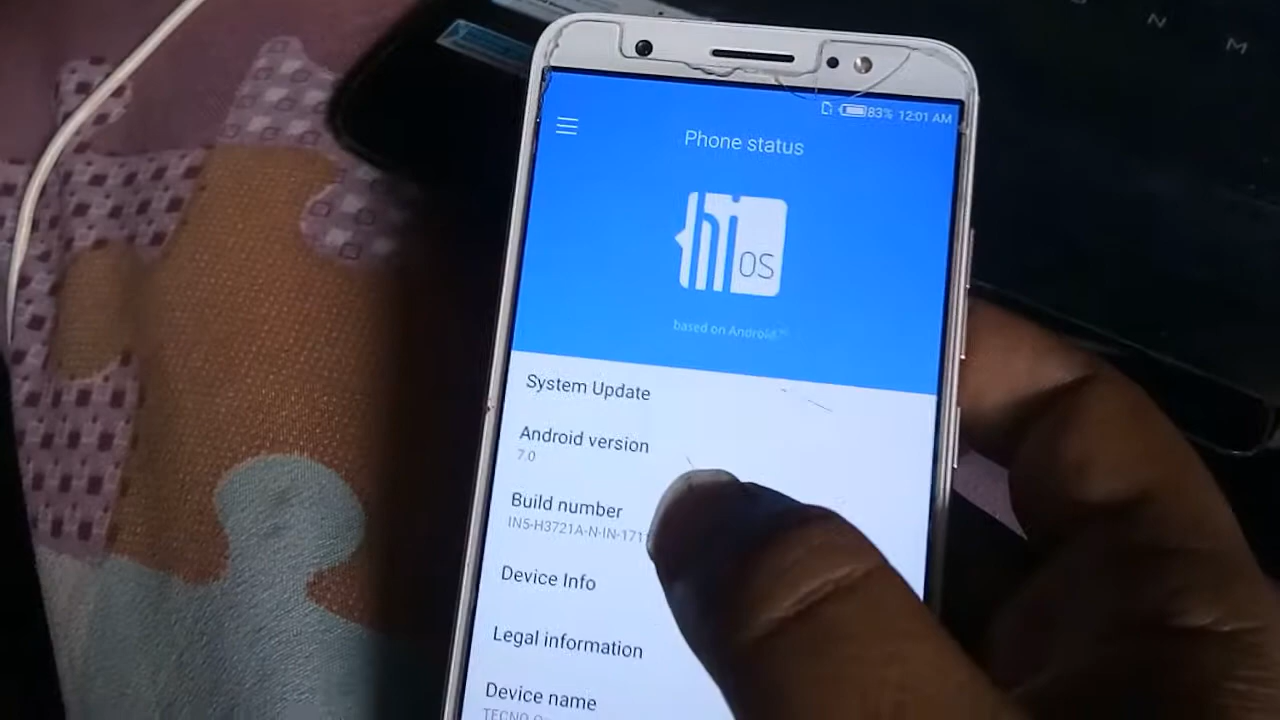 N
M
83% 12:01 AM
Phone status
hi OS
based on Android
System Update
Android version
7.0
Build number
IN5-H3721A-N-IN-171
Device Info
Legal information
Device name
TECNO